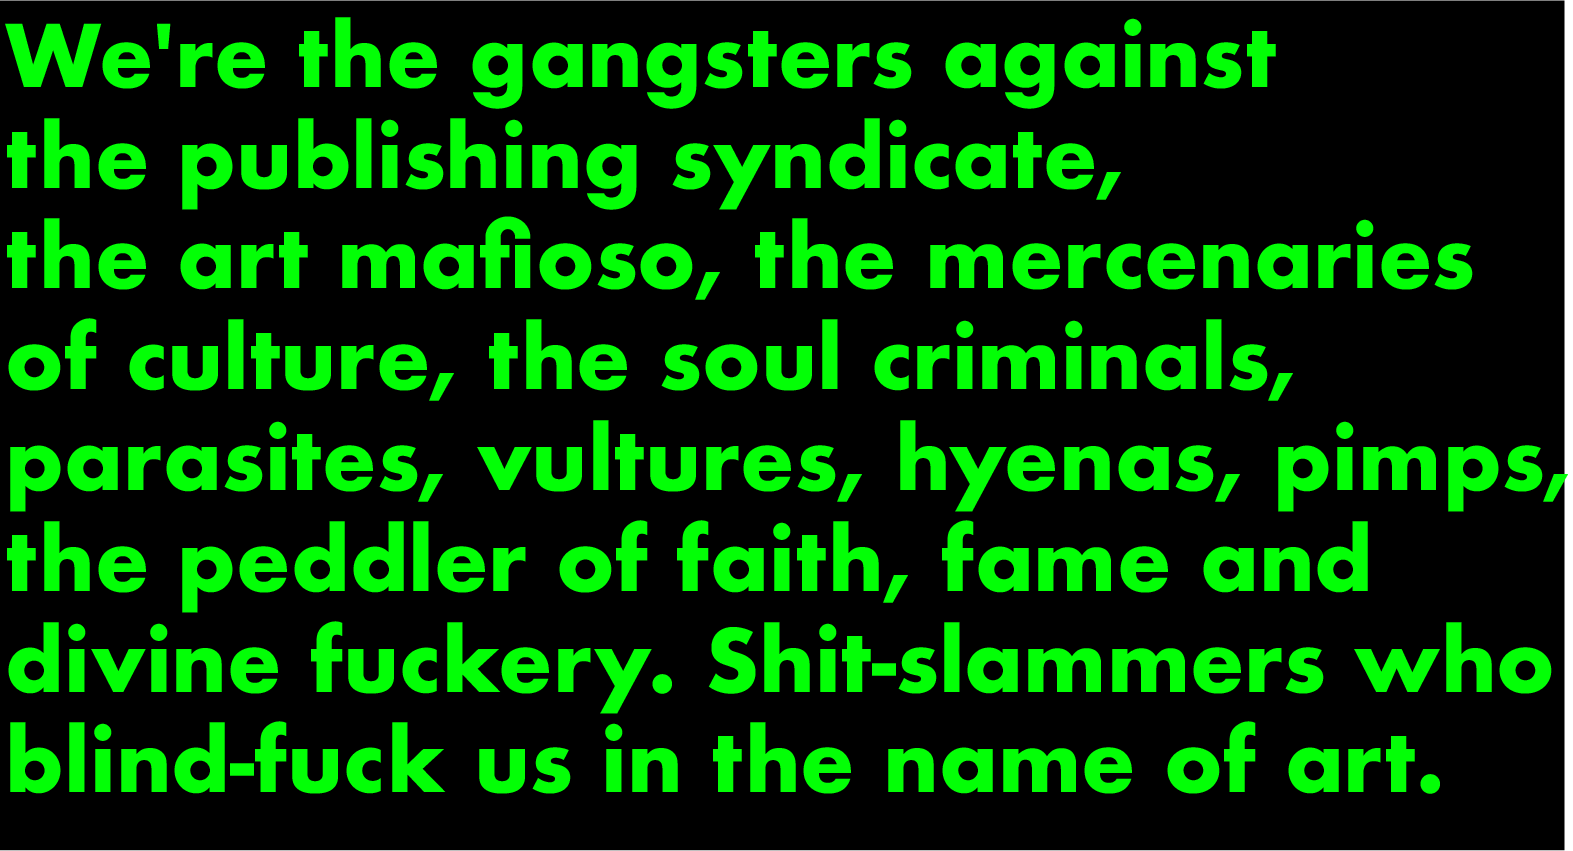 We're the gangsters against
the publishing syndicate,
the art mafioso, the mercenaries
of culture, the soul criminals,
parasites, vultures, hyenas, pimps,
the peddler of faith, fame and
divine fuckery. Shit-slammers who
blind-fuck us in the name of art.